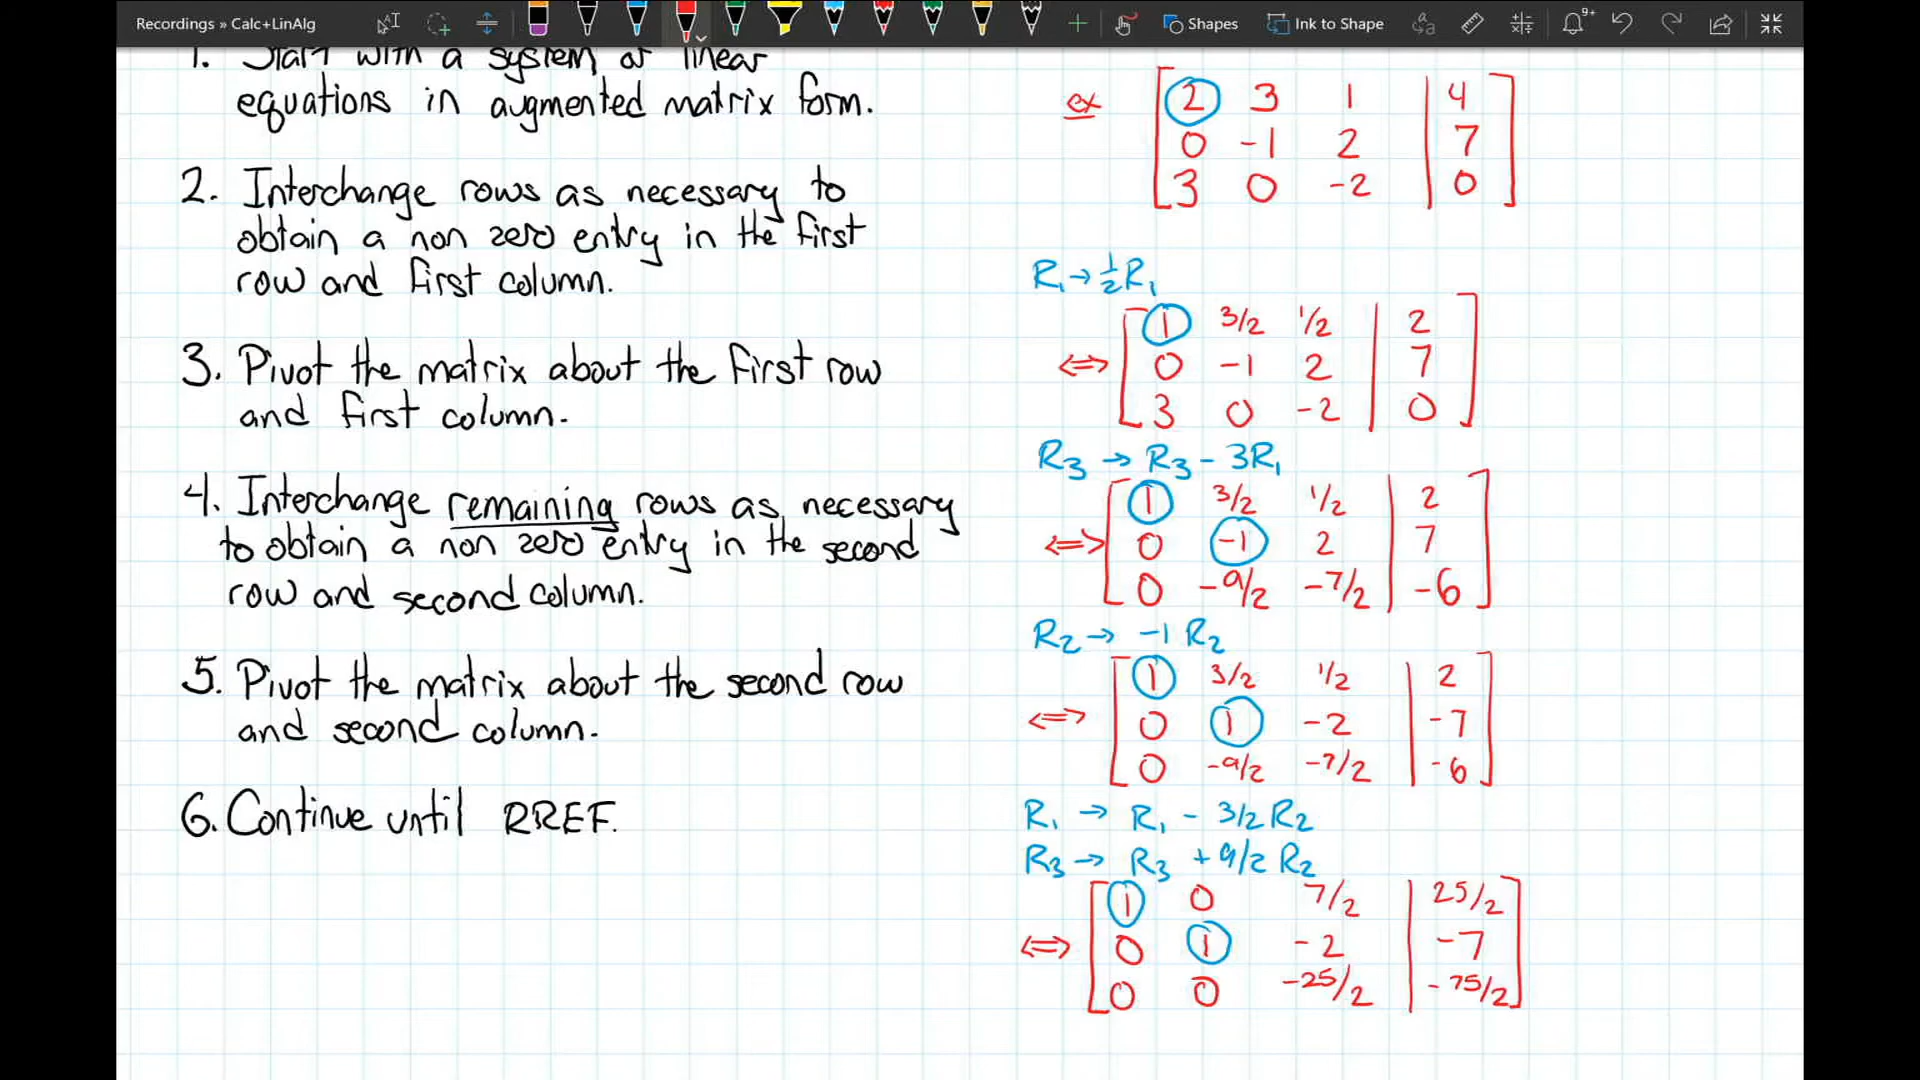 Recordings » Calc+LinAlg
Shapes
Ink to Shape
9+
1. Start with a system of linear
equations in augmented matrix form.
2. Interchange rows as necessary to
obtain a non zero entry in the first
row and first column.
3. Pivot the matrix about the first row
and first column.
4. Interchange remaining rows as necessary
to obtain a non zero entry in the second
row and second column.
5. Pivot the matrix about the second row
and second column.
6. Continue until RREF.
ex
2 3 1 | 4
0 -1 2 | 7
3 0 -2 | 0
R₁ → ½R₁
1 3/2 1/2 | 2
⇔ 0 -1 2 | 7
3 0 -2 | 0
R₃ → R₃ - 3R₁
1 3/2 1/2 | 2
⇔ 0 -1 2 | 7
0 -9/2 -7/2 | -6
R₂ → -1 R₂
1 3/2 1/2 | 2
⇔ 0 1 -2 | -7
0 -9/2 -7/2 | -6
R₁ → R₁ - 3/2 R₂
R₃ → R₃ + 9/2 R₂
1 0 7/2 | 25/2
⇔ 0 1 -2 | -7
0 0 -25/2 | -75/2